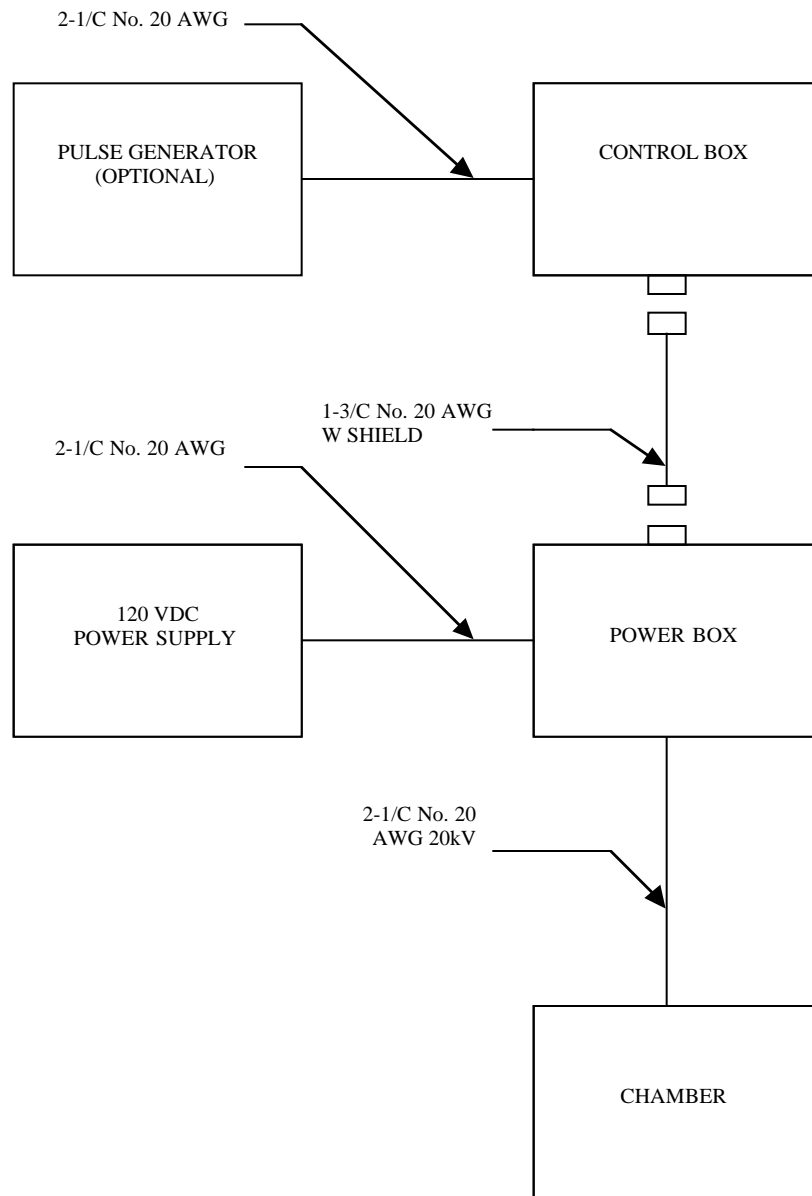 2-1/C No. 20 AWG
PULSE GENERATOR
(OPTIONAL)
CONTROL BOX
1-3/C No. 20 AWG
W SHIELD
2-1/C No. 20 AWG
120 VDC
POWER SUPPLY
POWER BOX
2-1/C No. 20
AWG 20kV
CHAMBER